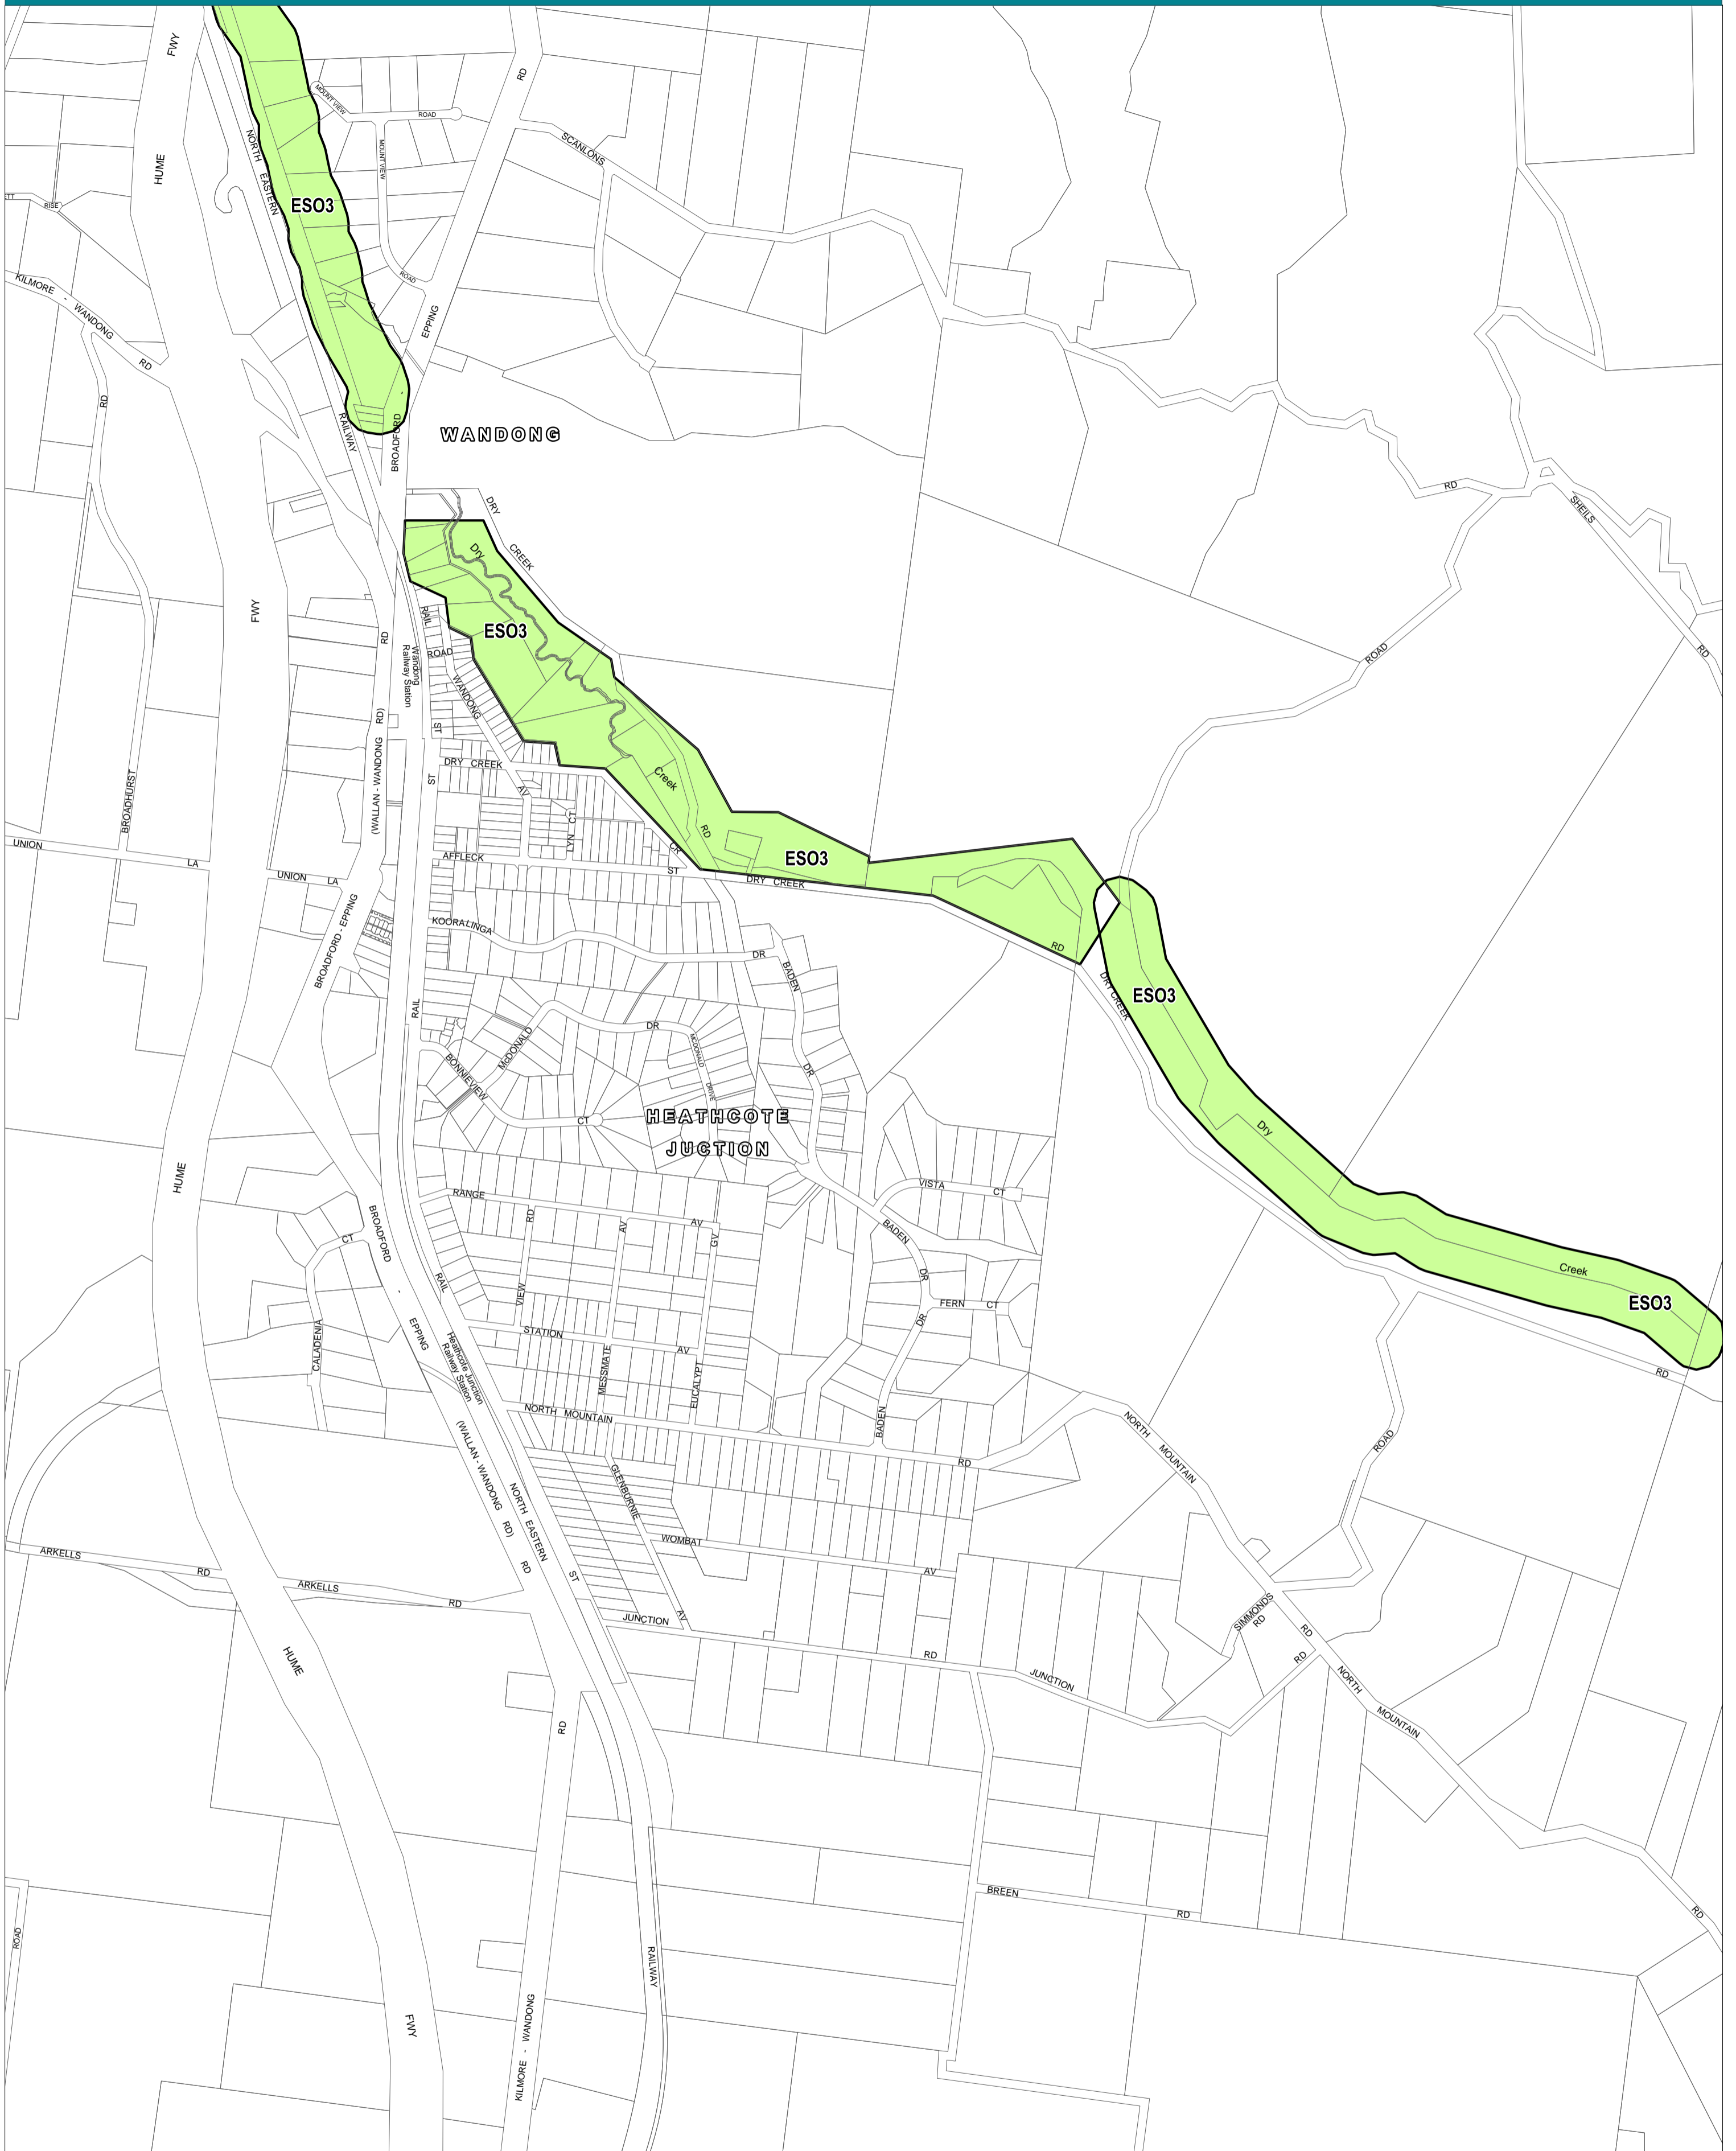 FWY
RD
MOUNT VIEW
ROAD
NORTH
EASTERN
MOUNT VIEW
SCANLONS
HUME
ESO3
RISE
ROAD
KILMORE - WANDONG
RD
EPPING
RD
RAILWAY
BROADFORD
WANDONG
RD
SHEILS
RD
DRY
CREEK
Dry
FWY
RD
RAIL
ESO3
ROAD
Wandong
Railway Station
WANDONG
ROAD
ST
(WALLAN - WANDONG RD)
DRY CREEK
ST
AV
Creek
BROADHURST
LYN CT
RD
UNION
LA
UNION LA
AFFLECK
CR
ST
ESO3
DRY CREEK
KOORALINGA
DR
BROADFORD - EPPING
BADEN
RD
DRY CREEK
ESO3
RAIL
McDONALD
DR
McDONALD
DRIVE
BONNIEVIEW
CT
DR
HEATHCOTE
JUCTION
Dry
HUME
VISTA
CT
RANGE
RD
AV
AV
GV
BADEN
BROADFORD
CT
RAIL
DR
Creek
VIEW
FERN CT
ESO3
STATION
AV
DR
EPPING
Heathcote Junction
Railway Station
CALADENIA
MESSMATE
EUCALYPT
RD
NORTH MOUNTAIN
BADEN
NORTH
MOUNTAIN
RD
ROAD
(WALLAN - WANDONG RD)
NORTH EASTERN
GLENBURNIE
WOMBAT
AV
ARKELLS
RD
ARKELLS
RD
RD
ST
JUNCTION
AV
SIMMONDS
RD
RD
RD
RD
HUME
JUNCTION
NORTH
MOUNTAIN
RD
BREEN
RD
RD
ROAD
RAILWAY
FWY
KILMORE - WANDONG